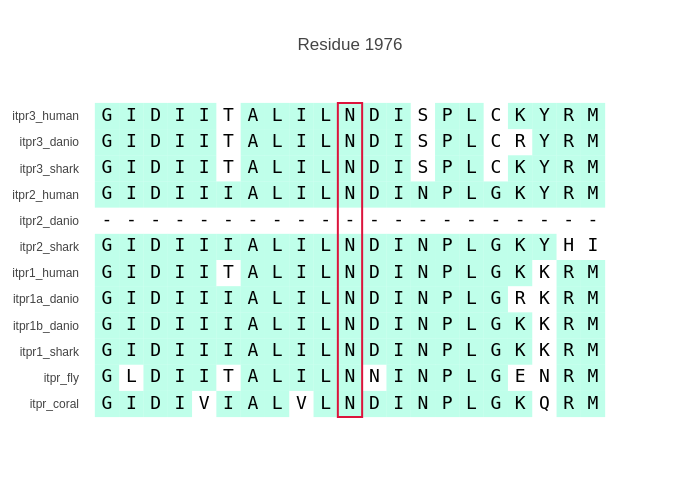 Residue 1976
itpr3_human G I D I I T A L I L N D I S P L C K Y R M
itpr3_danio G I D I I T A L I L N D I S P L C R Y R M
itpr3_shark G I D I I T A L I L N D I S P L C K Y R M
itpr2_human G I D I I I A L I L N D I N P L G K Y R M
itpr2_danio - - - - - - - - - - - - - - - - - - - - -
itpr2_shark G I D I I I A L I L N D I N P L G K Y H I
itpr1_human G I D I I T A L I L N D I N P L G K K R M
itpr1a_danio G I D I I I A L I L N D I N P L G R K R M
itpr1b_danio G I D I I I A L I L N D I N P L G K K R M
itpr1_shark G I D I I I A L I L N D I N P L G K K R M
itpr_fly G L D I I T A L I L N N I N P L G E N R M
itpr_coral G I D I V I A L V L N D I N P L G K Q R M